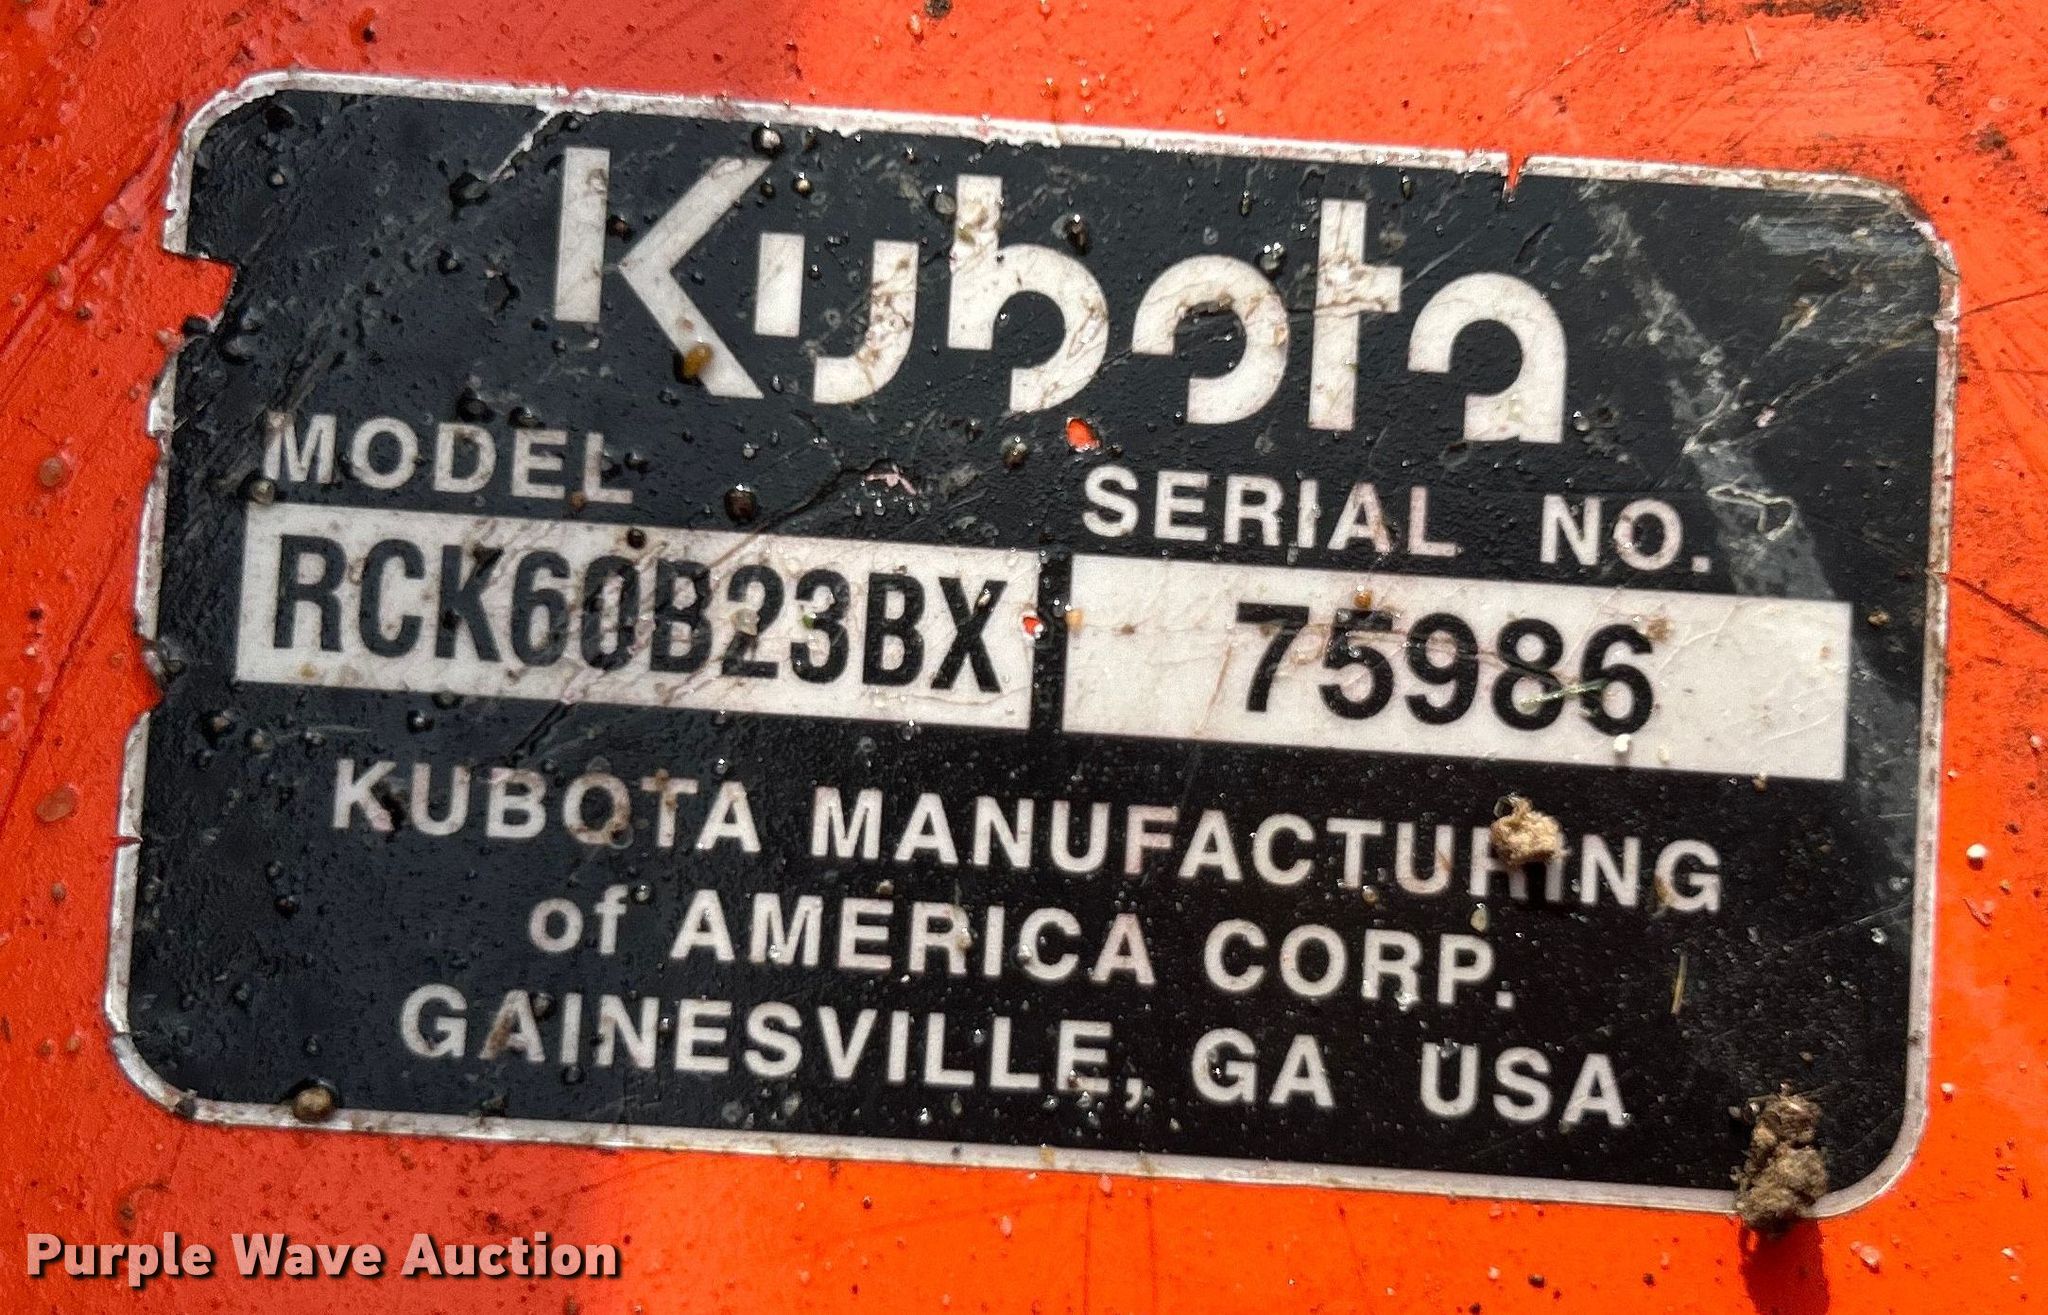 Kubota
MODEL
SERIAL NO.
RCK60B23BX
75986
KUBOTA MANUFACTURING
of AMERICA CORP.
GAINESVILLE, GA USA
Purple Wave Auction